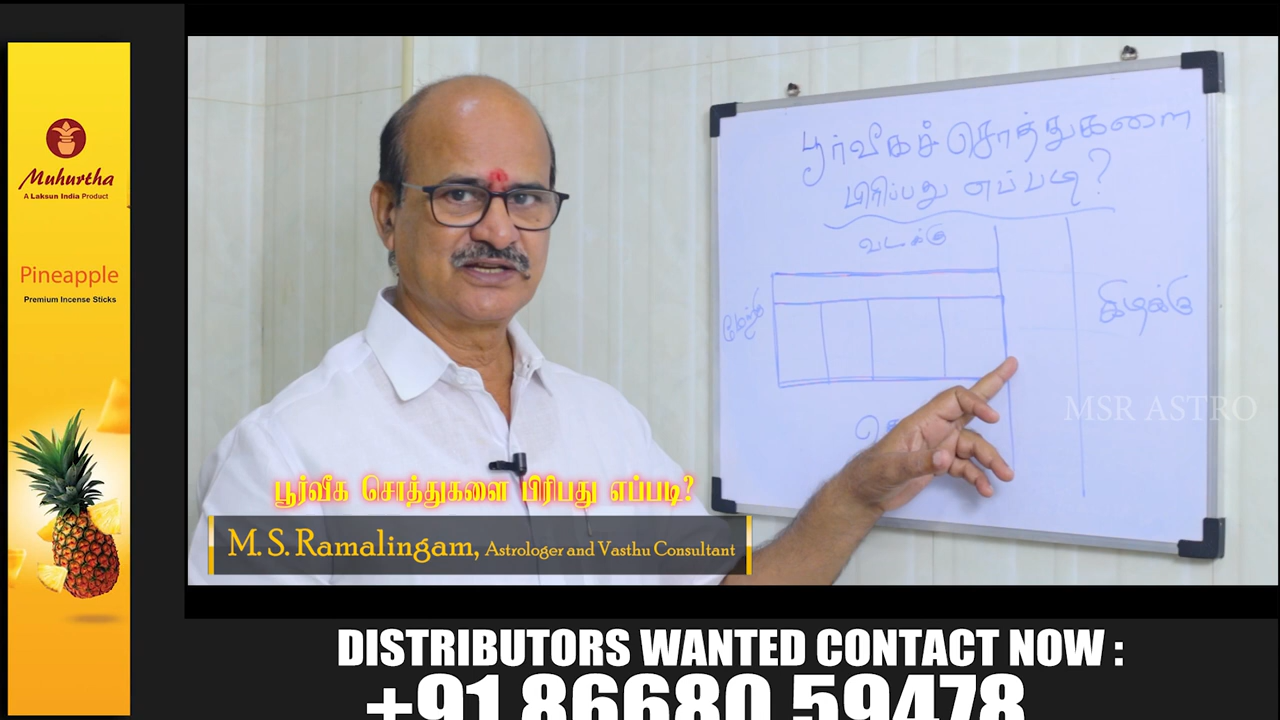 Muhurtha
A Laksun India Product
Pineapple
Premium Incense Sticks
பூர்வீகச் சொத்துகளை
பிரிப்பது எப்படி?
வடக்கு
மேற்கு
கிழக்கு
MSR ASTRO
பூர்வீக சொத்துகளை பிரிபது எப்படி?
M. S. Ramalingam, Astrologer and Vasthu Consultant
DISTRIBUTORS WANTED CONTACT NOW :
+91 86680 59478